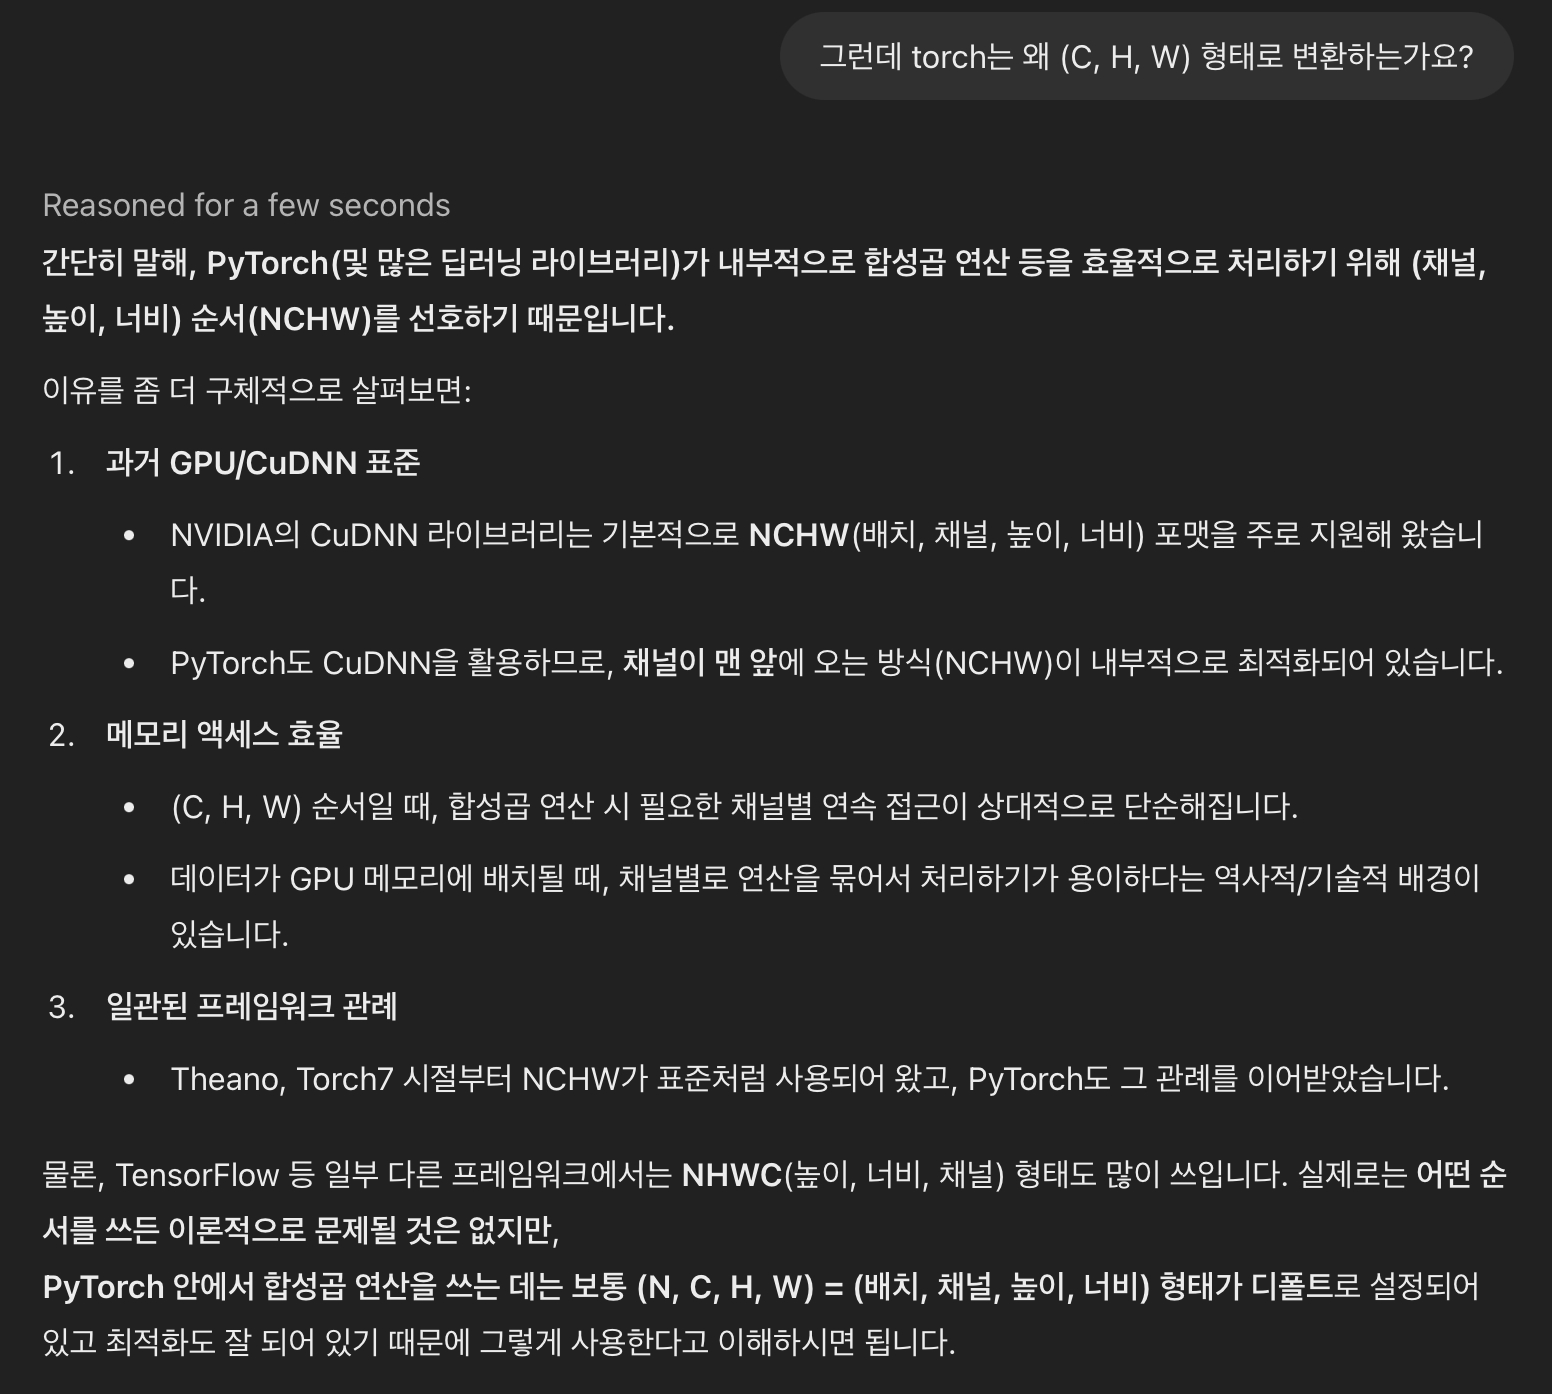 그런데 torch는 왜 (C, H, W) 형태로 변환하는가요?
Reasoned for a few seconds
간단히 말해, PyTorch(및 많은 딥러닝 라이브러리)가 내부적으로 합성곱 연산 등을 효율적으로 처리하기 위해 (채널,
높이, 너비) 순서(NCHW)를 선호하기 때문입니다.
이유를 좀 더 구체적으로 살펴보면:
1. 과거 GPU/CuDNN 표준
• NVIDIA의 CuDNN 라이브러리는 기본적으로 NCHW(배치, 채널, 높이, 너비) 포맷을 주로 지원해 왔습니
다.
• PyTorch도 CuDNN을 활용하므로, 채널이 맨 앞에 오는 방식(NCHW)이 내부적으로 최적화되어 있습니다.
2. 메모리 액세스 효율
• (C, H, W) 순서일 때, 합성곱 연산 시 필요한 채널별 연속 접근이 상대적으로 단순해집니다.
• 데이터가 GPU 메모리에 배치될 때, 채널별로 연산을 묶어서 처리하기가 용이하다는 역사적/기술적 배경이
있습니다.
3. 일관된 프레임워크 관례
• Theano, Torch7 시절부터 NCHW가 표준처럼 사용되어 왔고, PyTorch도 그 관례를 이어받았습니다.
물론, TensorFlow 등 일부 다른 프레임워크에서는 NHWC(높이, 너비, 채널) 형태도 많이 쓰입니다. 실제로는 어떤 순
서를 쓰든 이론적으로 문제될 것은 없지만,
PyTorch 안에서 합성곱 연산을 쓰는 데는 보통 (N, C, H, W) = (배치, 채널, 높이, 너비) 형태가 디폴트로 설정되어
있고 최적화도 잘 되어 있기 때문에 그렇게 사용한다고 이해하시면 됩니다.